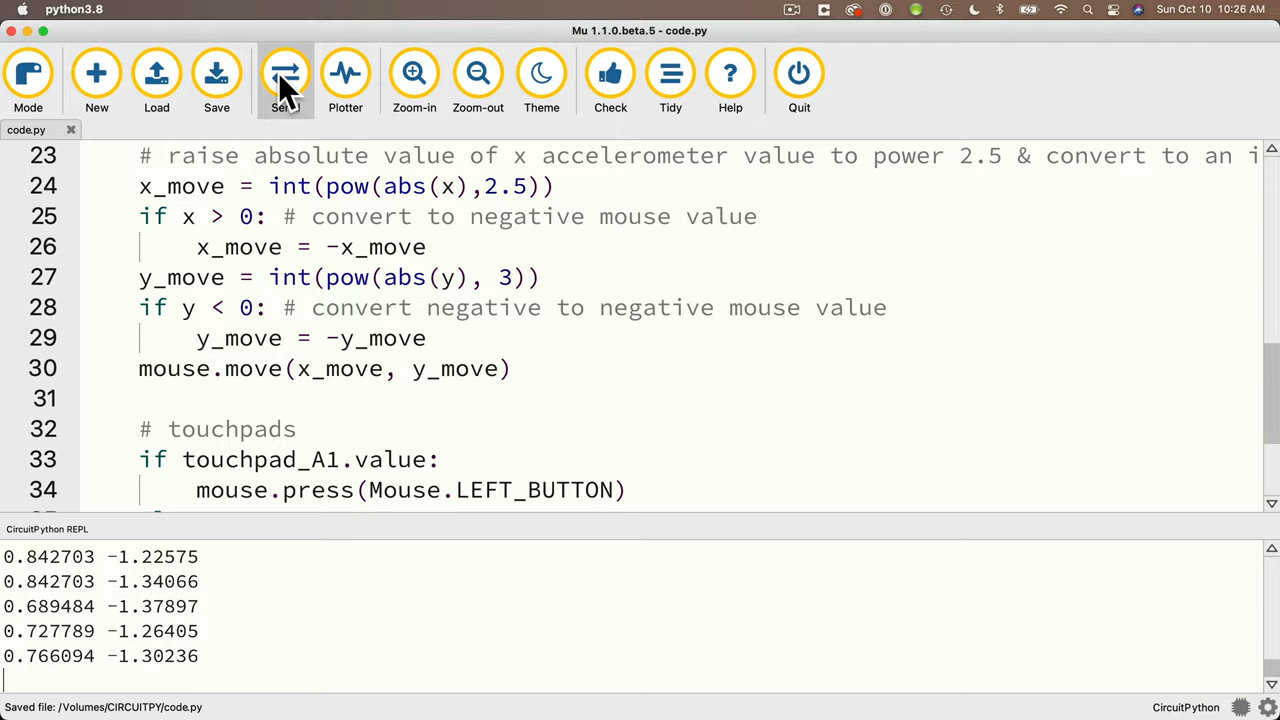 python3.8
Sun Oct 10 10:26 AM
Mu 1.1.0.beta.5 - code.py
Mode New Load Save Plotter Zoom-in Zoom-out Theme Check Tidy Help Quit
code.py
23 # raise absolute value of x accelerometer value to power 2.5 & convert to an i
24 x_move = int(pow(abs(x),2.5))
25 if x > 0: # convert to negative mouse value
26 x_move = -x_move
27 y_move = int(pow(abs(y), 3))
28 if y < 0: # convert negative to negative mouse value
29 y_move = -y_move
30 mouse.move(x_move, y_move)
31
32 # touchpads
33 if touchpad_A1.value:
34 mouse.press(Mouse.LEFT_BUTTON)
CircuitPython REPL
0.842703 -1.22575
0.842703 -1.34066
0.689484 -1.37897
0.727789 -1.26405
0.766094 -1.30236
Saved file: /Volumes/CIRCUITPY/code.py
CircuitPython